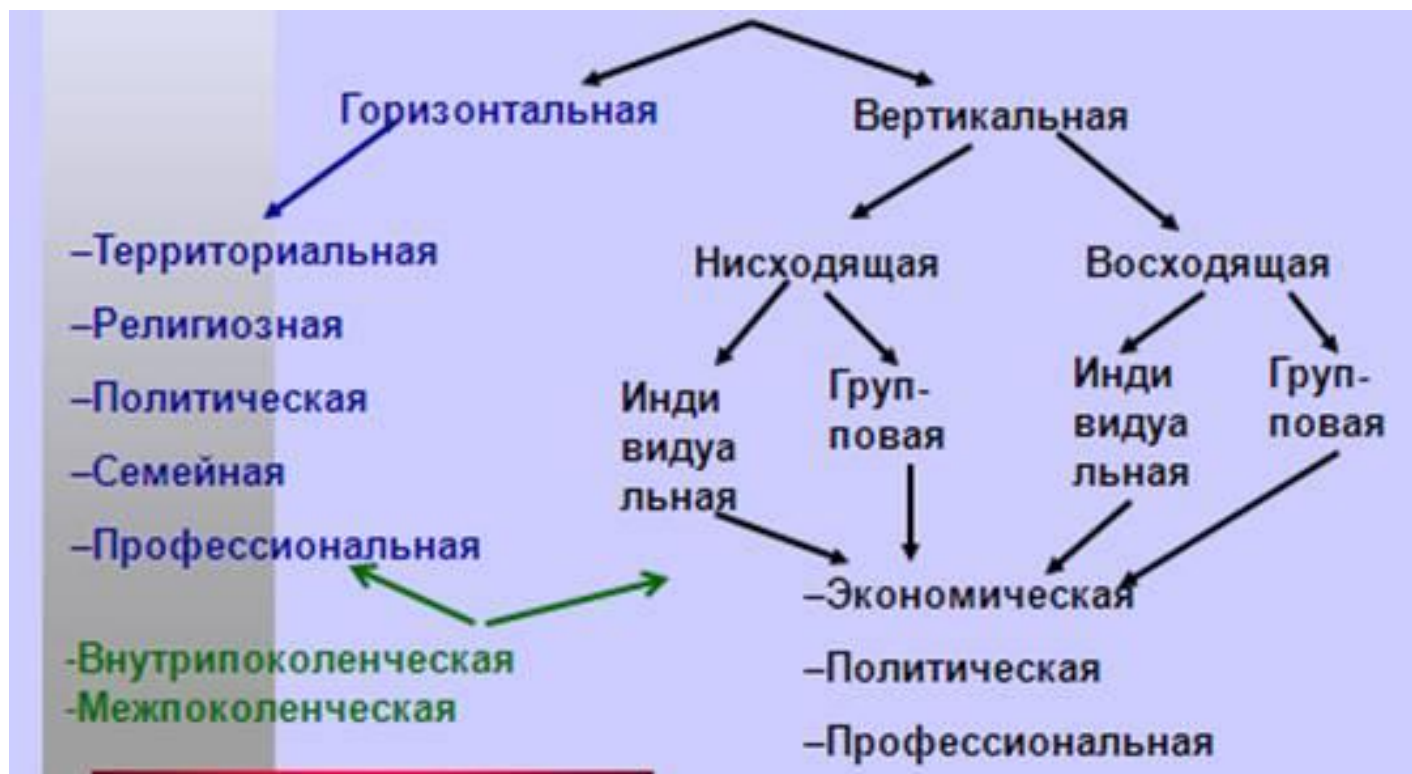 Горизонтальная
Вертикальная
–Территориальная
–Религиозная
–Политическая
–Семейная
–Профессиональная
-Внутрипоколенческая
-Межпоколенческая
Нисходящая
Восходящая
Инди
видуа
льная
Груп-
повая
Инди
видуа
льная
Груп-
повая
–Экономическая
–Политическая
–Профессиональная